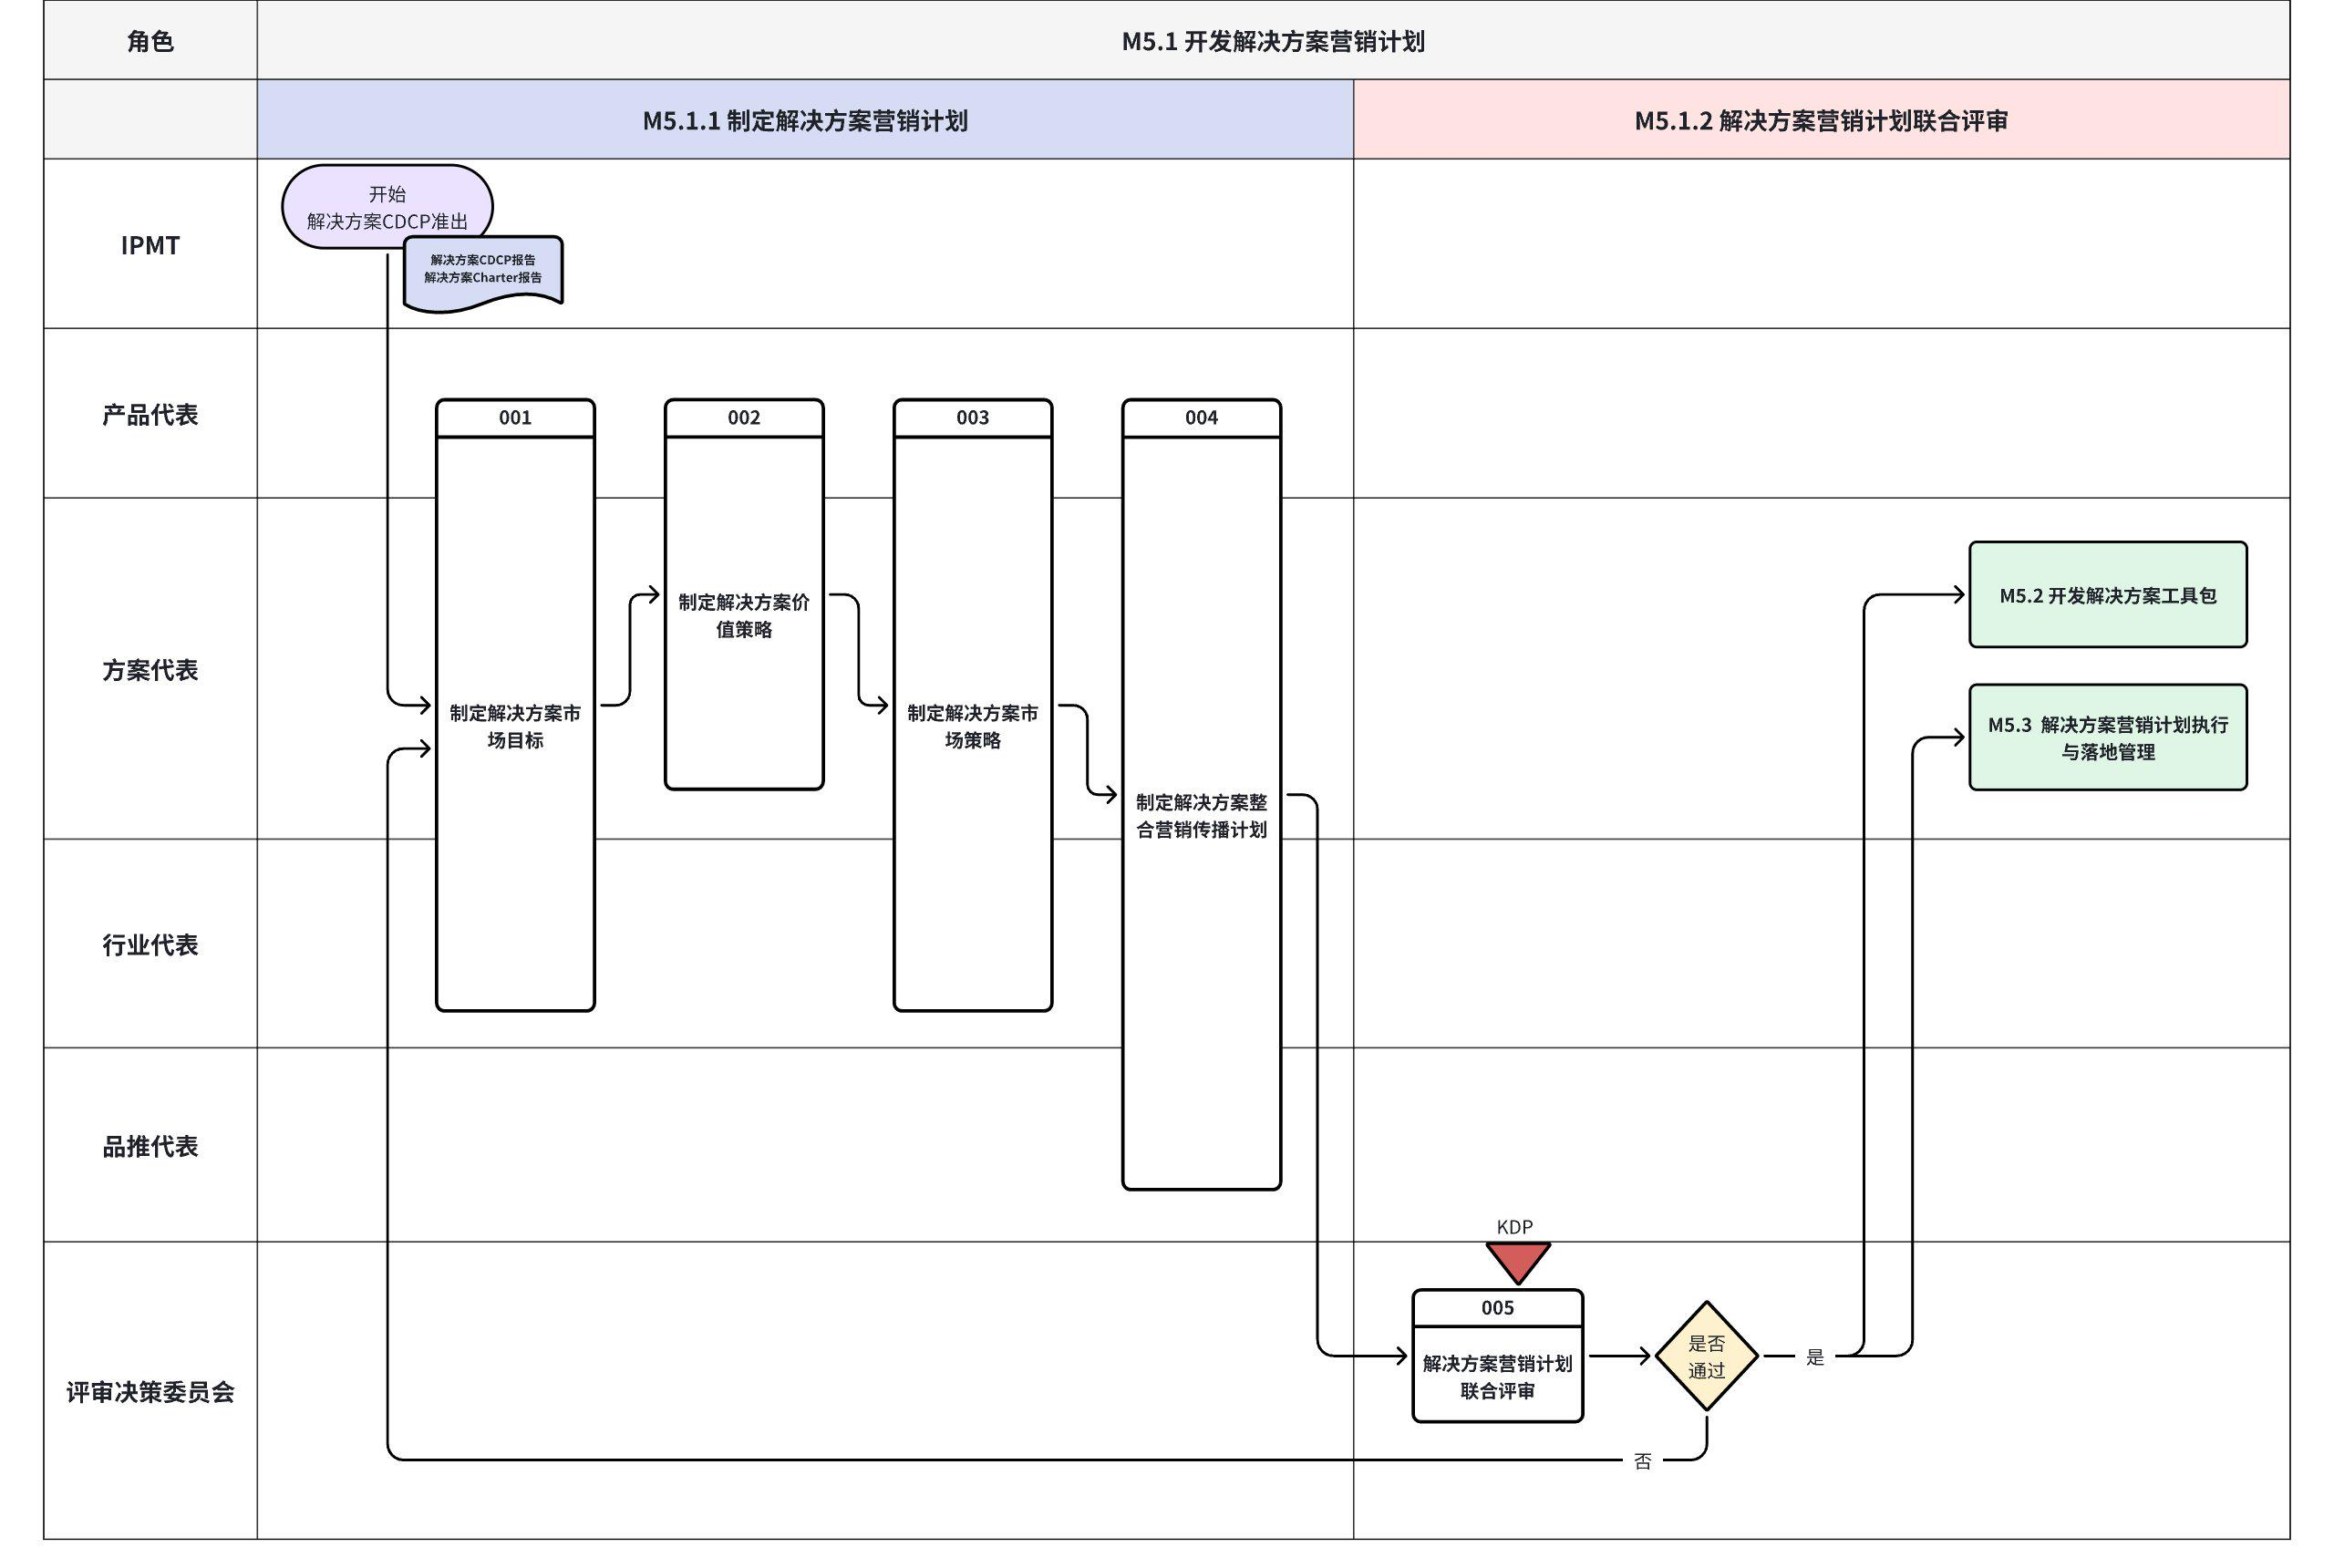 角色
M5.1 开发解决方案营销计划
M5.1.1 制定解决方案营销计划
M5.1.2 解决方案营销计划联合评审
IPMT
开始
解决方案CDCP准出
解决方案CDCP报告
解决方案Charter报告
产品代表
001
002
003
004
方案代表
制定解决方案市
场目标
制定解决方案价
值策略
制定解决方案市
场策略
制定解决方案整
合营销传播计划
M5.2 开发解决方案工具包
M5.3 解决方案营销计划执行
与落地管理
行业代表
品推代表
KDP
评审决策委员会
005
解决方案营销计划
联合评审
是否
通过
是
否